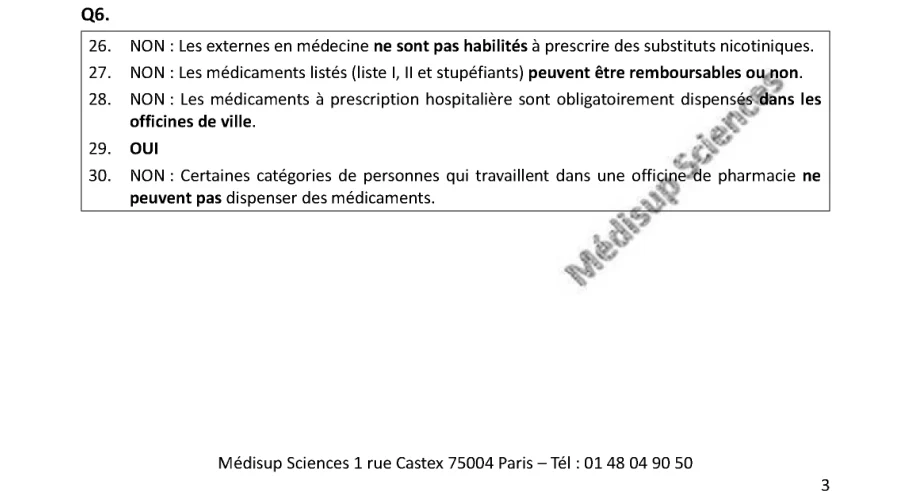 Q6.
26. NON : Les externes en médecine ne sont pas habilités à prescrire des substituts nicotiniques.
27. NON : Les médicaments listés (liste I, II et stupéfiants) peuvent être remboursables ou non.
28. NON : Les médicaments à prescription hospitalière sont obligatoirement dispensés dans les
officines de ville.
29. OUI
30. NON : Certaines catégories de personnes qui travaillent dans une officine de pharmacie ne
peuvent pas dispenser des médicaments.
Médisup Sciences
Médisup Sciences 1 rue Castex 75004 Paris – Tél : 01 48 04 90 50
3